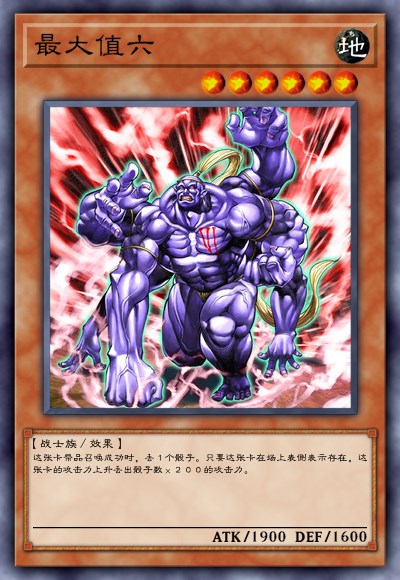 最大值六
地
【战士族／效果】
这张卡祭品召唤成功时，丢1个骰子。只要这张卡在场上表侧表示存在，这
张卡的攻击力上升丢出骰子数ｘ２００的攻击力。
ATK/1900 DEF/1600